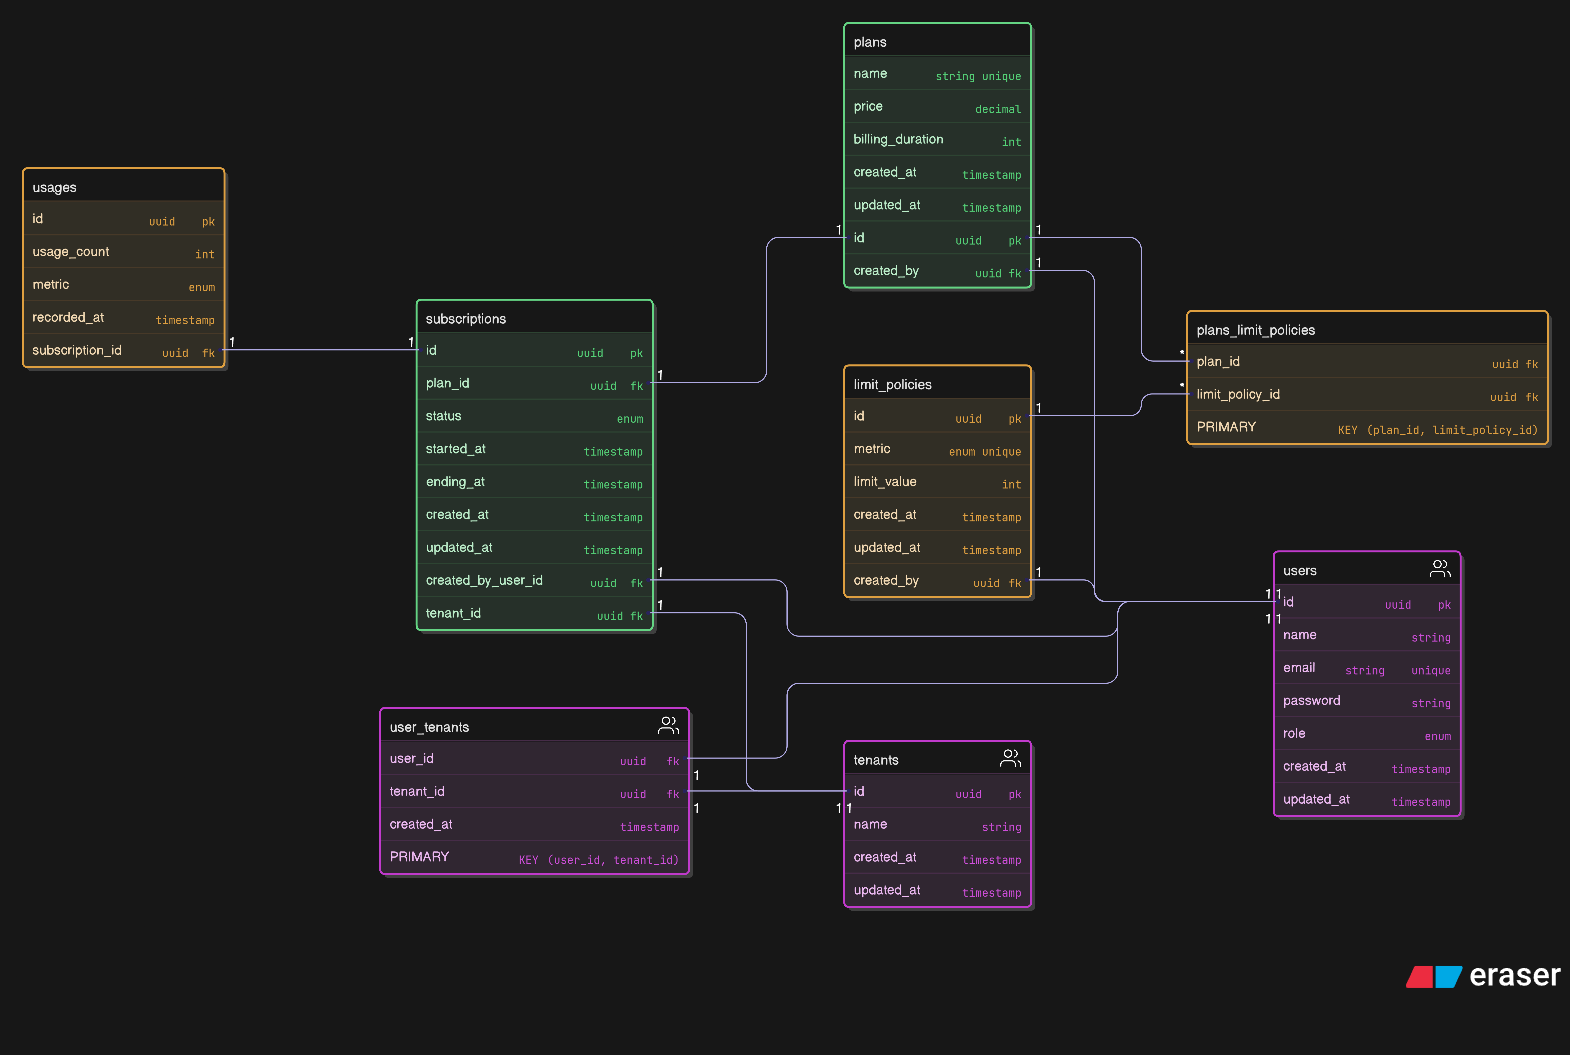 plans
name string unique
price decimal
billing_duration int
created_at timestamp
updated_at timestamp
1 id uuid pk 1
created_by uuid fk 1
usages
id uuid pk
usage_count int
metric enum
recorded_at timestamp
subscription_id uuid fk 1
subscriptions
1 id uuid pk
plan_id uuid fk 1
status enum
started_at timestamp
ending_at timestamp
created_at timestamp
updated_at timestamp
created_by_user_id uuid fk 1
tenant_id uuid fk 1
limit_policies
id uuid pk 1
metric enum unique
limit_value int
created_at timestamp
updated_at timestamp
created_by uuid fk 1
plans_limit_policies
* plan_id uuid fk
* limit_policy_id uuid fk
PRIMARY KEY (plan_id, limit_policy_id)
users
1 1 id uuid pk
1 1
name string
email string unique
password string
role enum
created_at timestamp
updated_at timestamp
user_tenants
user_id uuid fk
1
tenant_id uuid fk
1
created_at timestamp
PRIMARY KEY (user_id, tenant_id)
tenants
id uuid pk
1 1
name string
created_at timestamp
updated_at timestamp
eraser